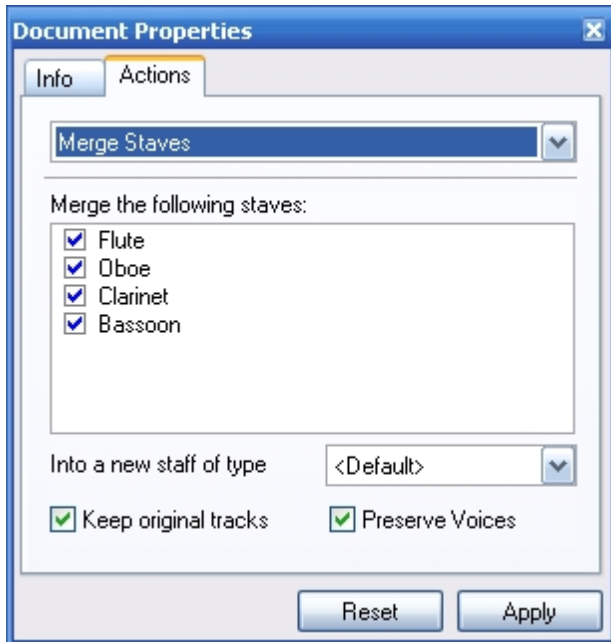 Document Properties
Info Actions
Merge Staves
Merge the following staves:
Flute
Oboe
Clarinet
Bassoon
Into a new staff of type <Default>
Keep original tracks Preserve Voices
Reset Apply